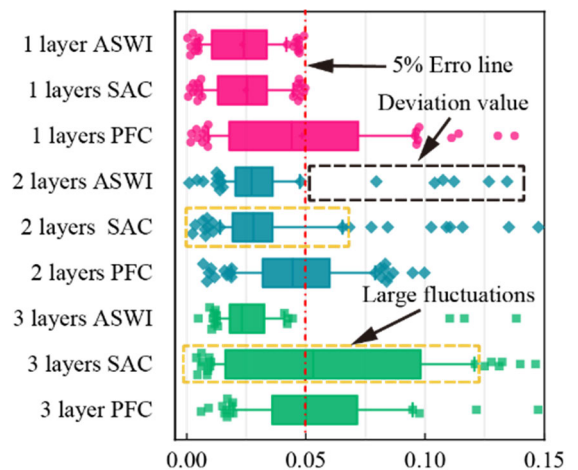 1 layer ASWI
5% Erro line
1 layers SAC
Deviation value
1 layers PFC
2 layers ASWI
2 layers SAC
2 layers PFC
Large fluctuations
3 layers ASWI
3 layers SAC
3 layer PFC
0.00 0.05 0.10 0.15